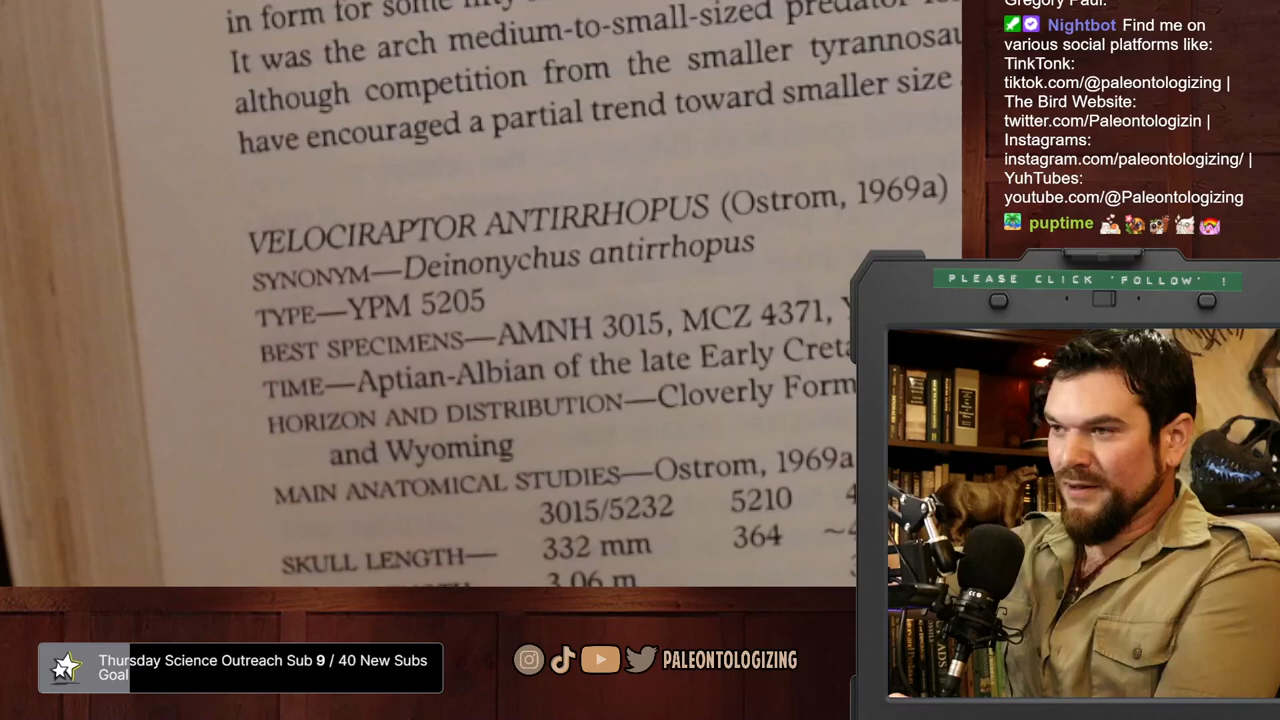 in form for some
It was the arch medium-to-small-sized predator
although competition from the smaller
have encouraged a partial trend toward smaller size
VELOCIRAPTOR ANTIRRHOPUS (Ostrom, 1969a)
SYNONYM—Deinonychus antirrhopus
TYPE—YPM 5205
BEST SPECIMENS—AMNH 3015, MCZ 4371,
TIME—Aptian-Albian of the late Early
HORIZON AND DISTRIBUTION—Cloverly
and Wyoming
MAIN ANATOMICAL STUDIES—Ostrom, 1969a
3015/5232 5210
SKULL LENGTH— 332 mm 364
3.06 m
Gregory Paul.
Nightbot Find me on
various social platforms like:
TinkTonk:
tiktok.com/@paleontologizing |
The Bird Website:
twitter.com/Paleontologizin |
Instagrams:
instagram.com/paleontologizing/ |
YuhTubes:
youtube.com/@Paleontologizing
puptime
PLEASE CLICK 'FOLLOW' !
Thursday Science Outreach Sub 9 / 40 New Subs
Goal
PALEONTOLOGIZING